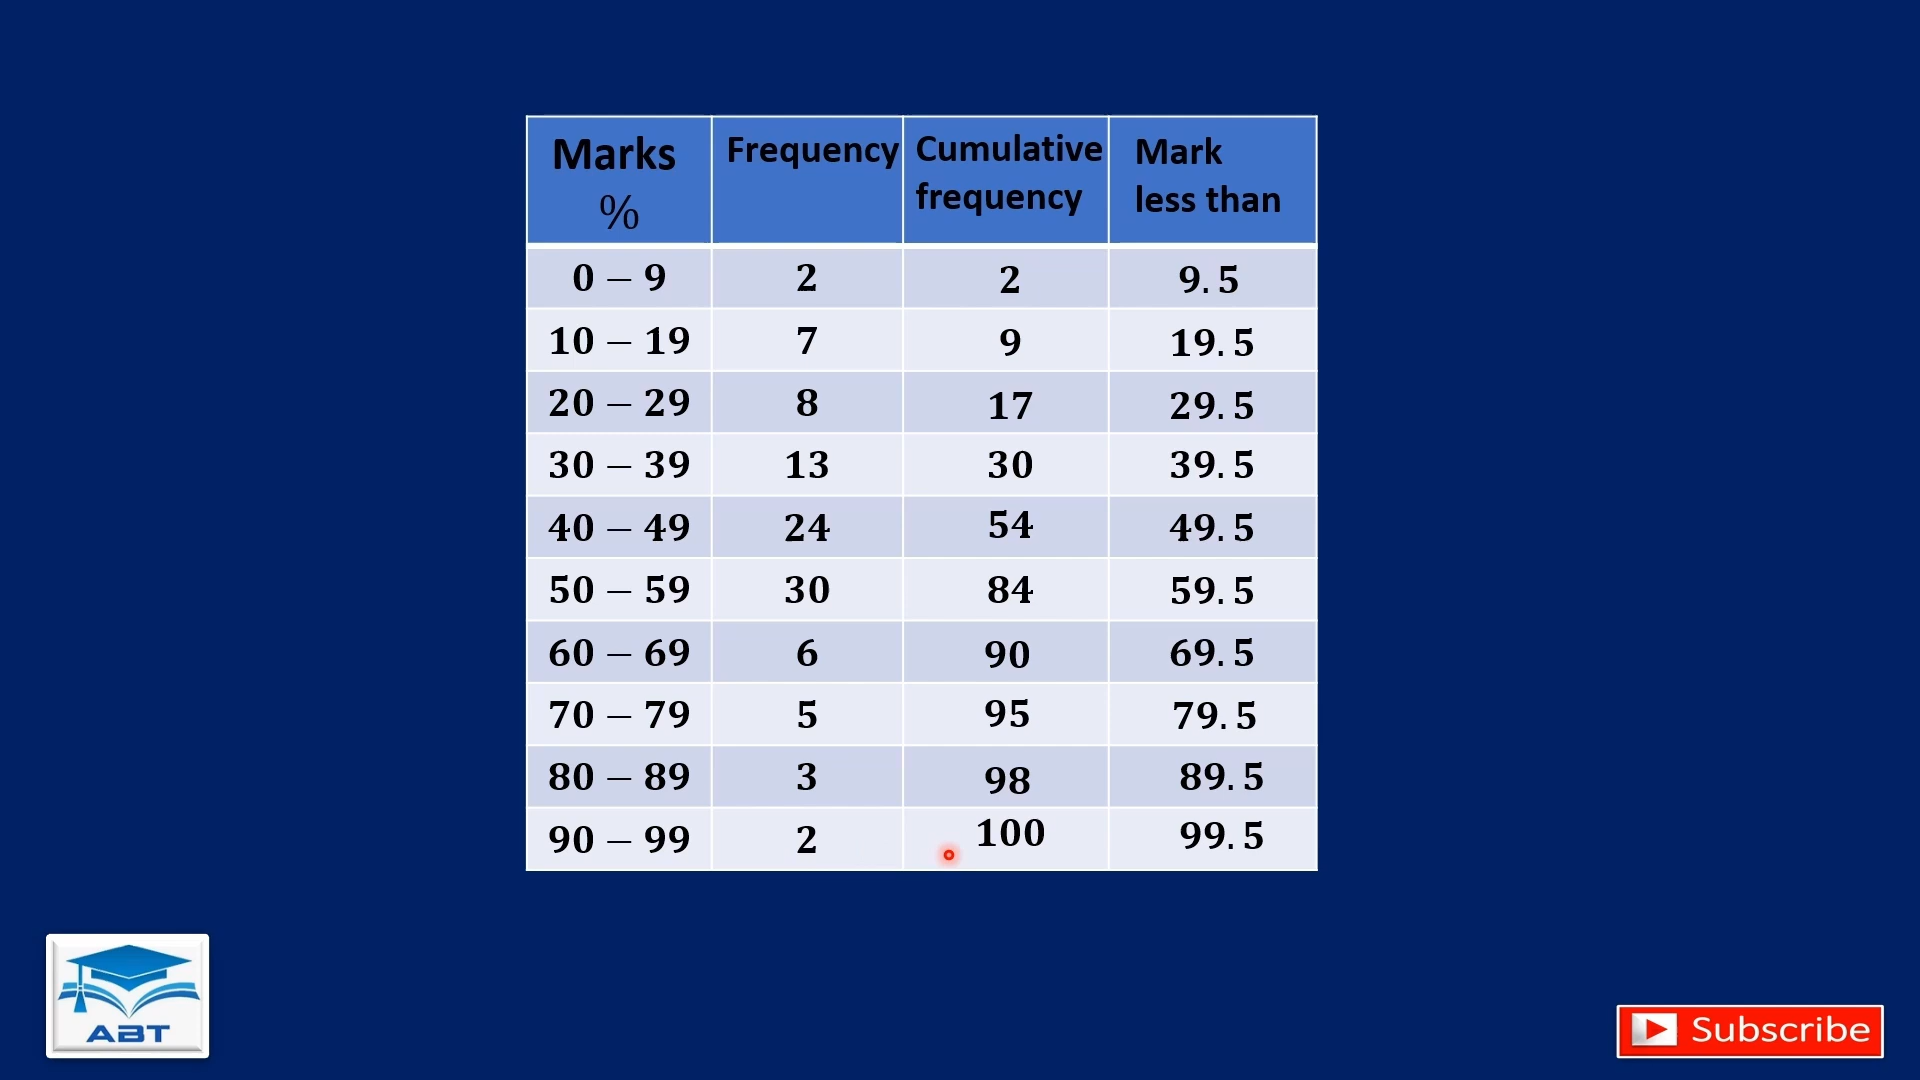 Marks % Frequency Cumulative frequency Mark less than
0 – 9 2 2 9.5
10 – 19 7 9 19.5
20 – 29 8 17 29.5
30 – 39 13 30 39.5
40 – 49 24 54 49.5
50 – 59 30 84 59.5
60 – 69 6 90 69.5
70 – 79 5 95 79.5
80 – 89 3 98 89.5
90 – 99 2 100 99.5
ABT
Subscribe